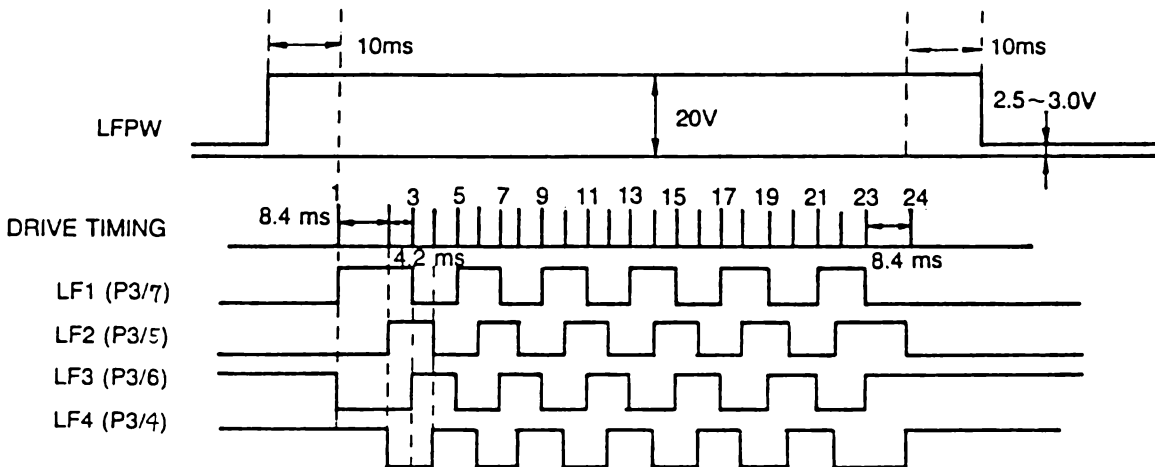 10ms
10ms
2.5~3.0V
20V
LFPW
1 3 5 7 9 11 13 15 17 19 21 23 24
8.4 ms
DRIVE TIMING
4.2 ms
8.4 ms
LF1 (P3/7)
LF2 (P3/5)
LF3 (P3/6)
LF4 (P3/4)